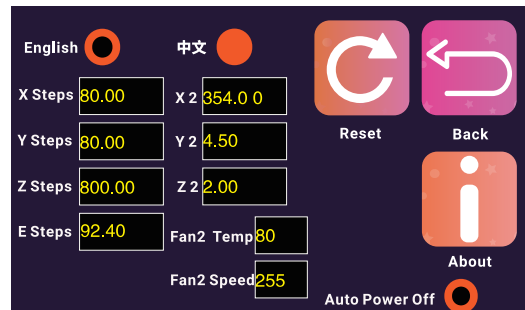 English 中文
X Steps 80.00 X 2 354.0 0
Y Steps 80.00 Y 2 4.50
Reset Back
Z Steps 800.00 Z 2 2.00
E Steps 92.40 Fan2 Temp 80
About
Fan2 Speed 255
Auto Power Off